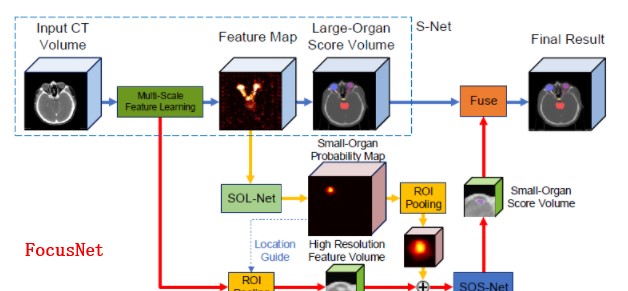 Input CT
Volume
Feature Map
Large-Organ
Score Volume
S-Net
Final Result
Multi-Scale
Feature Learning
Fuse
Small-Organ
Probability Map
SOL-Net
ROI
Pooling
Small-Organ
Score Volume
FocusNet
Location
Guide
High Resolution
Feature Volume
ROI
Pooling
SOS-Net